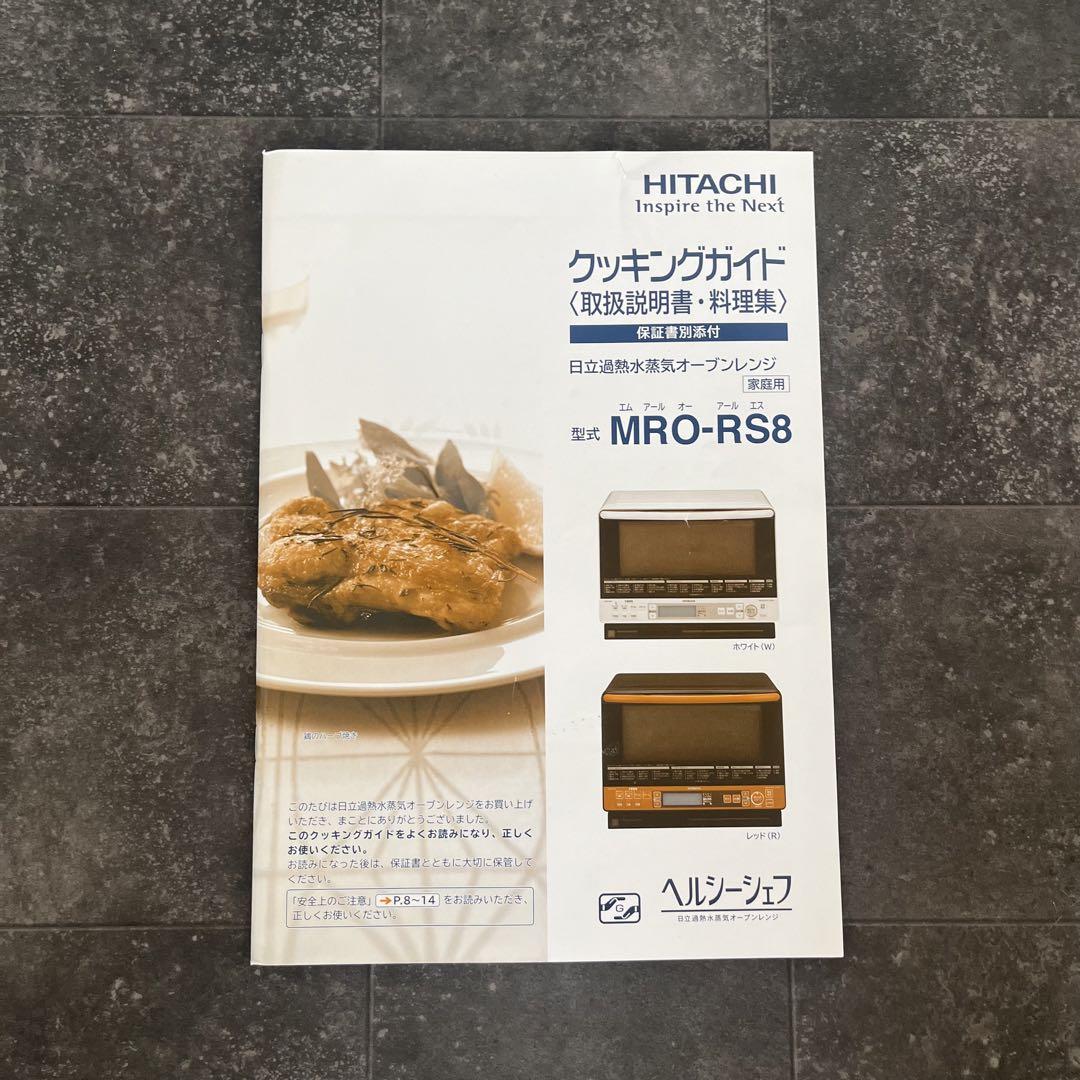 HITACHI
Inspire the Next
クッキングガイド
〈取扱説明書・料理集〉
保証書別添付
日立過熱水蒸気オーブンレンジ
家庭用
エム アール オー アール エス
型式 MRO-RS8
ホワイト(W)
レッド(R)
鶏のハーブ焼き
このたびは日立過熱水蒸気オーブンレンジをお買い上げ
いただき、まことにありがとうございました。
このクッキングガイドをよくお読みになり、正しく
お使いください。
お読みになった後は、保証書とともに大切に保管して
ください。
「安全上のご注意」 ➔P.8~14 をお読みいただき、
正しくお使いください。
G
ヘルシーシェフ
日立過熱水蒸気オーブンレンジ